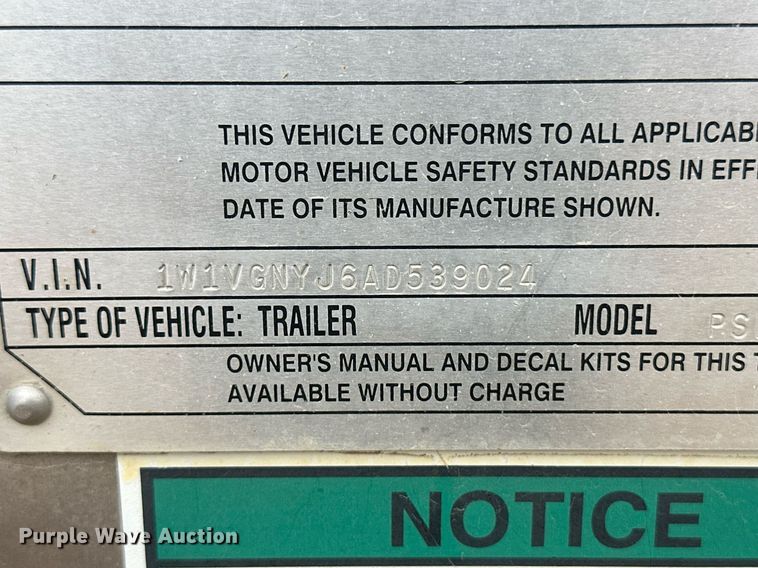 THIS VEHICLE CONFORMS TO ALL APPLICAB
MOTOR VEHICLE SAFETY STANDARDS IN EFF
DATE OF ITS MANUFACTURE SHOWN.
V.I.N. 1W1VGNYJ6AD539024
TYPE OF VEHICLE: TRAILER MODEL RS
OWNER'S MANUAL AND DECAL KITS FOR THIS T
AVAILABLE WITHOUT CHARGE
NOTICE
Purple Wave Auction